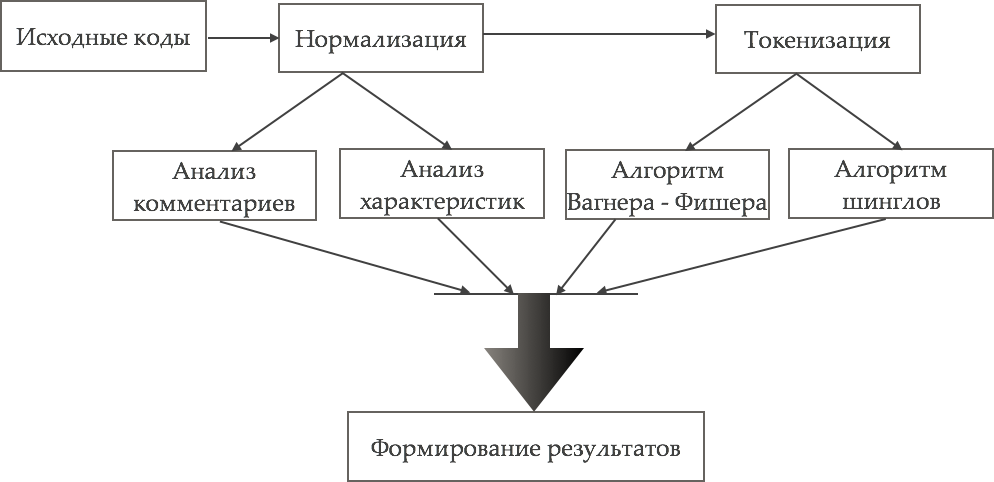 Исходные коды
Нормализация
Токенизация
Анализ
комментариев
Анализ
характеристик
Алгоритм
Вагнера - Фишера
Алгоритм
шинглов
Формирование результатов